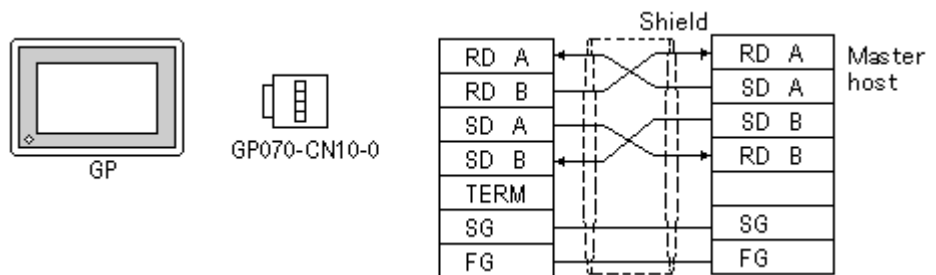 Shield
GP
GP070-CN10-0
RD A
RD B
SD A
SD B
TERM
SG
FG
RD A
SD A
SD B
RD B
SG
FG
Master
host